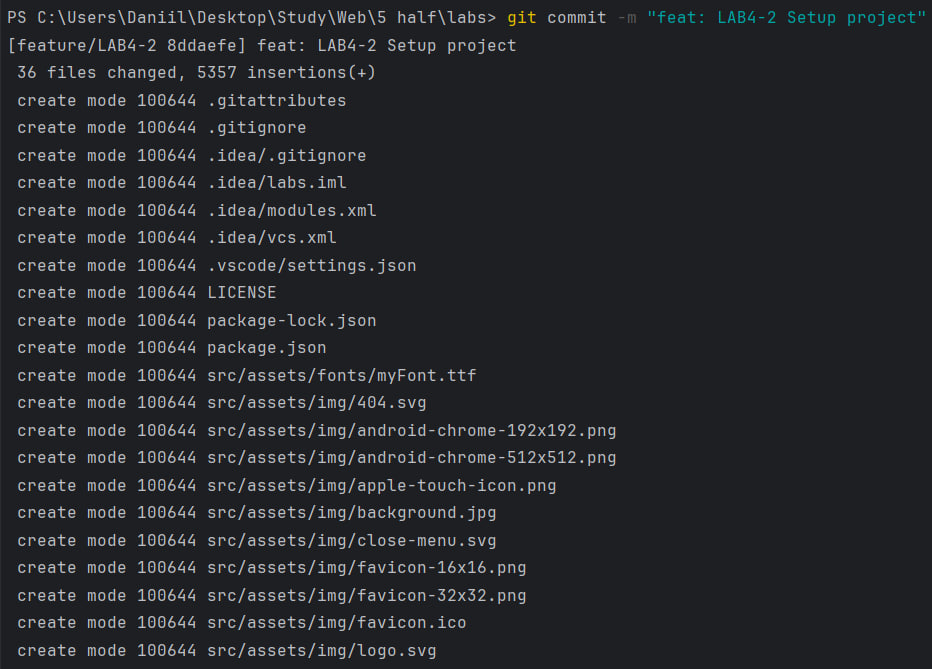 PS C:\Users\Daniil\Desktop\Study\Web\5 half\labs> git commit -m "feat: LAB4-2 Setup project"
[feature/LAB4-2 8ddaefe] feat: LAB4-2 Setup project
 36 files changed, 5357 insertions(+)
 create mode 100644 .gitattributes
 create mode 100644 .gitignore
 create mode 100644 .idea/.gitignore
 create mode 100644 .idea/labs.iml
 create mode 100644 .idea/modules.xml
 create mode 100644 .idea/vcs.xml
 create mode 100644 .vscode/settings.json
 create mode 100644 LICENSE
 create mode 100644 package-lock.json
 create mode 100644 package.json
 create mode 100644 src/assets/fonts/myFont.ttf
 create mode 100644 src/assets/img/404.svg
 create mode 100644 src/assets/img/android-chrome-192x192.png
 create mode 100644 src/assets/img/android-chrome-512x512.png
 create mode 100644 src/assets/img/apple-touch-icon.png
 create mode 100644 src/assets/img/background.jpg
 create mode 100644 src/assets/img/close-menu.svg
 create mode 100644 src/assets/img/favicon-16x16.png
 create mode 100644 src/assets/img/favicon-32x32.png
 create mode 100644 src/assets/img/favicon.ico
 create mode 100644 src/assets/img/logo.svg